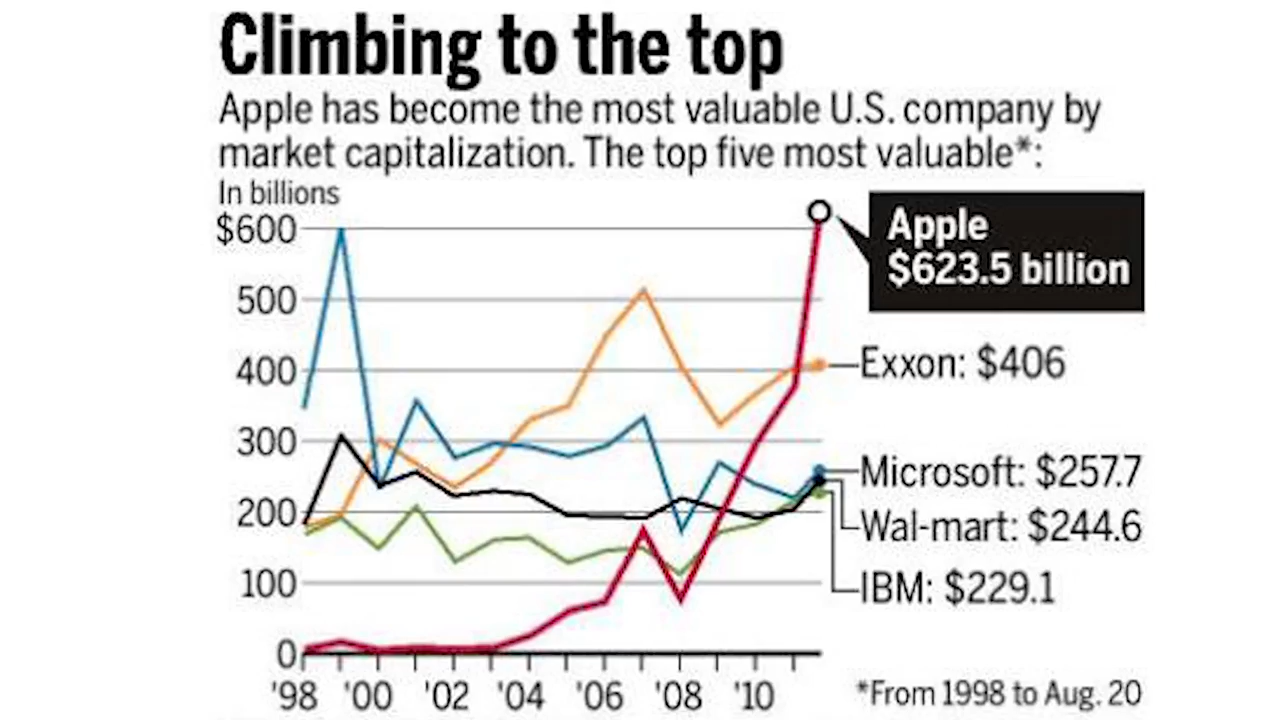 Climbing to the top
Apple has become the most valuable U.S. company by
market capitalization. The top five most valuable*:
In billions
$600
500
400
300
200
100
0
'98 '00 '02 '04 '06 '08 '10
Apple
$623.5 billion
Exxon: $406
Microsoft: $257.7
Wal-mart: $244.6
IBM: $229.1
*From 1998 to Aug. 20